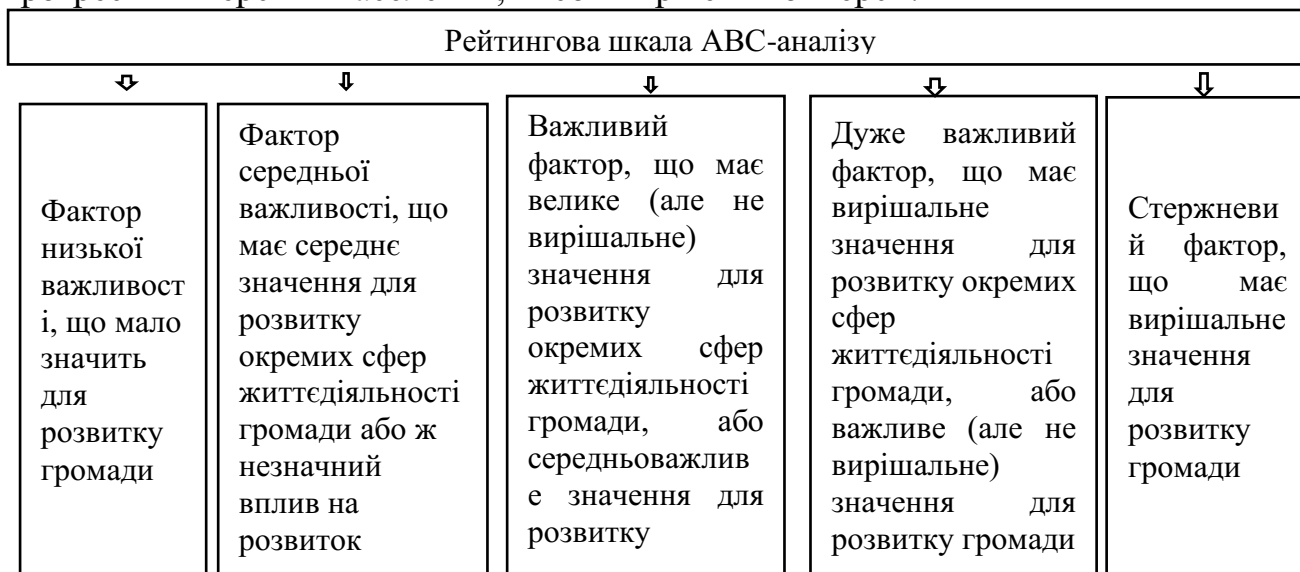 Рейтингова шкала АВС-аналізу
Фактор
низької
важливост
і, що мало
значить
для
розвитку
громади
Фактор
середньої
важливості, що
має середнє
значення для
розвитку
окремих сфер
життєдіяльності
громади або ж
незначний
вплив на
розвиток
Важливий
фактор, що має
велике (але не
вирішальне)
значення для
розвитку
окремих сфер
життєдіяльності
громади, або
середньоважлив
е значення для
розвитку
Дуже важливий
фактор, що має
вирішальне
значення для
розвитку окремих
сфер
життєдіяльності
громади, або
важливе (але не
вирішальне)
значення для
розвитку громади
Стержневи
й фактор,
що має
вирішальне
значення
для
розвитку
громади